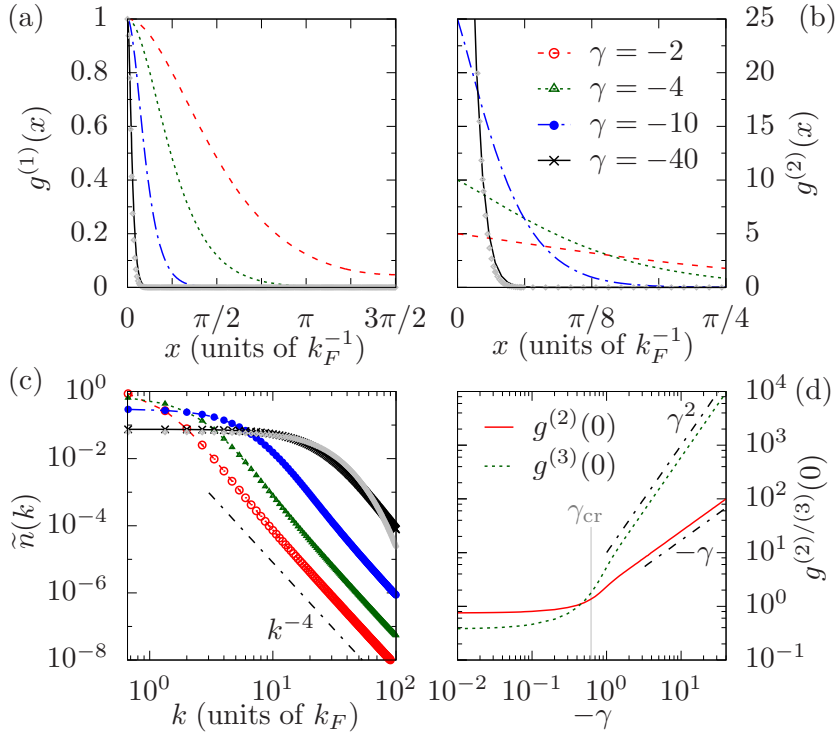 (a)
1
0.8
0.6
0.4
0.2
0
g^{(1)}(x)
0
π/2
π
3π/2
x (units of k_F^{-1})
(b)
γ = −2
γ = −4
γ = −10
γ = −40
25
20
15
10
5
0
g^{(2)}(x)
0
π/8
π/4
x (units of k_F^{-1})
(c)
10^0
10^{-2}
10^{-4}
10^{-6}
10^{-8}
ñ(k)
k^{-4}
10^0
10^1
10^2
k (units of k_F)
(d)
g^{(2)}(0)
g^{(3)}(0)
γ^2
γ_{cr}
−γ
10^4
10^3
10^2
10^1
10^0
10^{-1}
g^{(2)/(3)}(0)
10^{-2}
10^{-1}
10^0
10^1
−γ